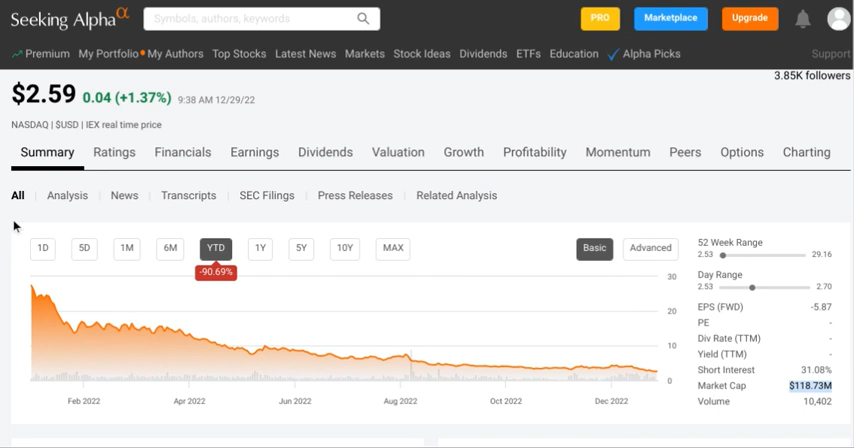 Seeking Alpha α
Symbols, authors, keywords
PRO
Marketplace
Upgrade
Premium My Portfolio My Authors Top Stocks Latest News Markets Stock Ideas Dividends ETFs Education Alpha Picks Support
3.85K followers
$2.59 0.04 (+1.37%) 9:38 AM 12/29/22
NASDAQ | $USD | IEX real time price
Summary Ratings Financials Earnings Dividends Valuation Growth Profitability Momentum Peers Options Charting
All | Analysis | News | Transcripts | SEC Filings | Press Releases | Related Analysis
1D 5D 1M 6M YTD 1Y 5Y 10Y MAX Basic Advanced
-90.69%
30
20
10
0
Feb 2022 Apr 2022 Jun 2022 Aug 2022 Oct 2022 Dec 2022
52 Week Range
2.53 29.16
Day Range
2.53 2.70
EPS (FWD) -5.87
PE -
Div Rate (TTM) -
Yield (TTM) -
Short Interest 31.08%
Market Cap $118.73M
Volume 10,402